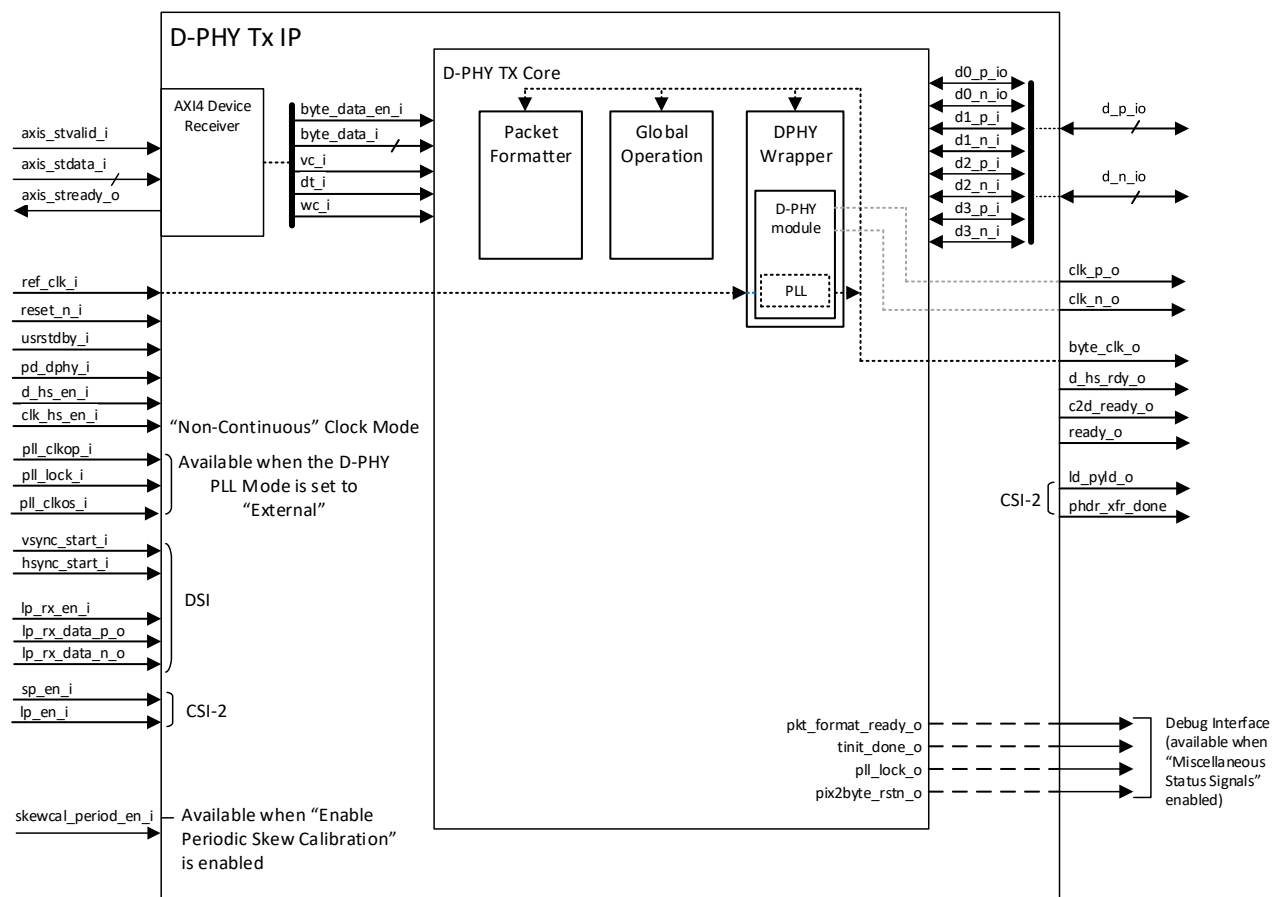 D-PHY Tx IP
AXI4 Device
Receiver
axis_stvalid_i
axis_stdata_i
axis_stready_o
byte_data_en_i
byte_data_i
vc_i
dt_i
wc_i
D-PHY TX Core
Packet
Formatter
Global
Operation
DPHY
Wrapper
D-PHY
module
PLL
d0_p_io
d0_n_io
d1_p_i
d1_n_i
d2_p_i
d2_n_i
d3_p_i
d3_n_i
d_p_io
d_n_io
ref_clk_i
reset_n_i
usrstdby_i
pd_dphy_i
d_hs_en_i
clk_hs_en_i
"Non-Continuous" Clock Mode
pll_clkop_i
pll_lock_i
pll_clkos_i
Available when the D-PHY
PLL Mode is set to
"External"
vsync_start_i
hsync_start_i
lp_rx_en_i
lp_rx_data_p_o
lp_rx_data_n_o
DSI
sp_en_i
lp_en_i
CSI-2
skewcal_period_en_i
Available when "Enable
Periodic Skew Calibration"
is enabled
clk_p_o
clk_n_o
byte_clk_o
d_hs_rdy_o
c2d_ready_o
ready_o
ld_pyld_o
phdr_xfr_done
CSI-2
pkt_format_ready_o
tinit_done_o
pll_lock_o
pix2byte_rstn_o
Debug Interface
(available when
"Miscellaneous
Status Signals"
enabled)